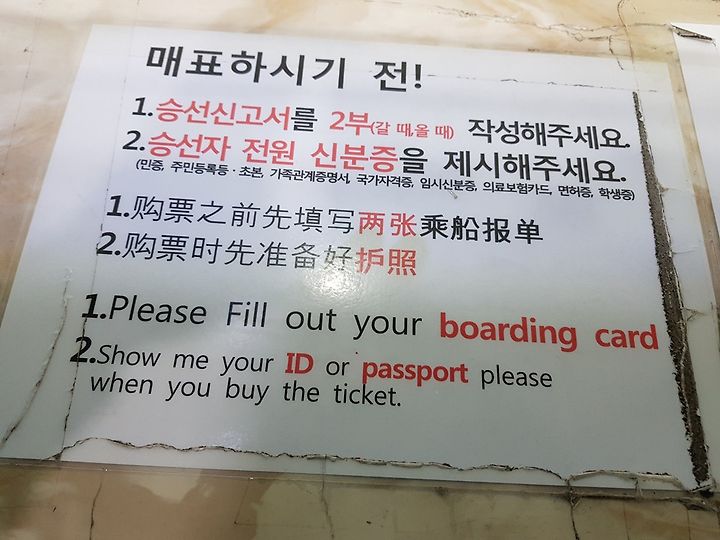 매표하시기 전!
1.승선신고서를 2부(갈 때,올 때) 작성해주세요.
2.승선자 전원 신분증을 제시해주세요.
(민증, 주민등록등·초본, 가족관계증명서, 국가자격증, 임시신분증, 의료보험카드, 면허증, 학생증)
1.购票之前先填写两张乘船报单
2.购票时先准备好护照
1.Please Fill out your boarding card
2.Show me your ID or passport please
when you buy the ticket.